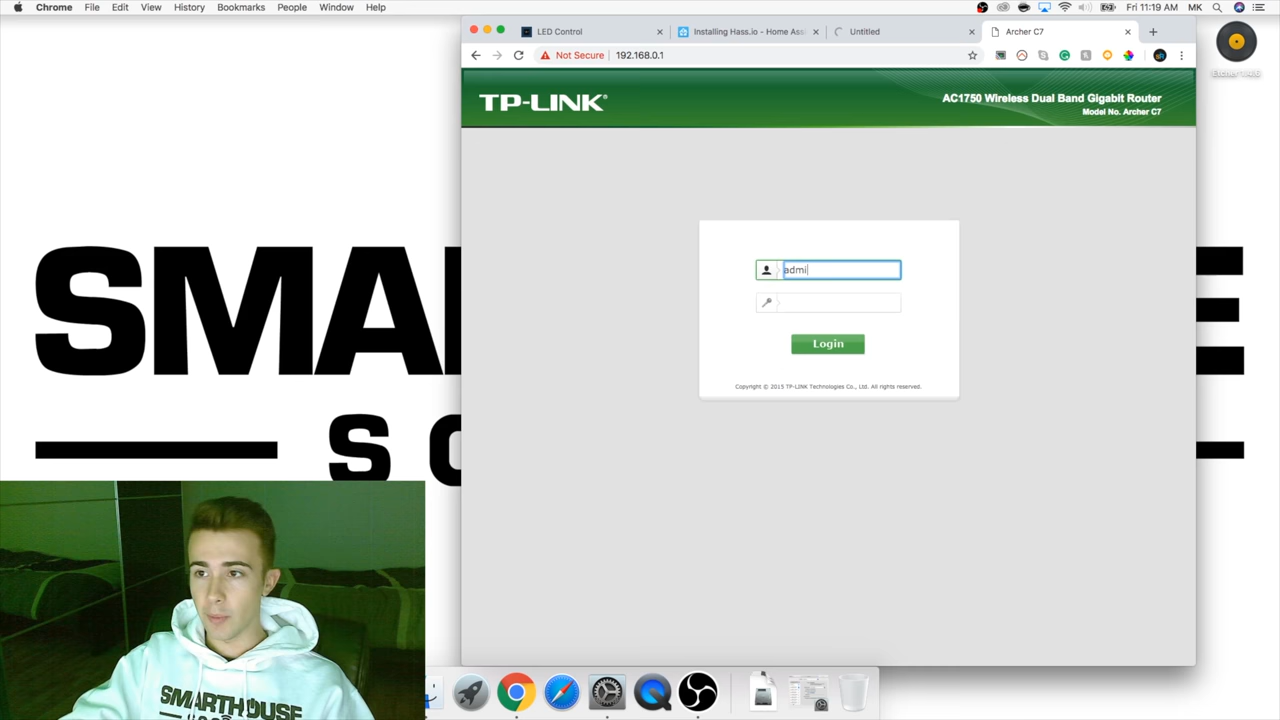 Chrome File Edit View History Bookmarks People Window Help
Fri 11:19 AM MK
LED Control
Installing Hass.io - Home Assi
Untitled
Archer C7
Not Secure 192.168.0.1
TP-LINK®
AC1750 Wireless Dual Band Gigabit Router
Model No. Archer C7
admi
Login
Copyright © 2015 TP-LINK Technologies Co., Ltd. All rights reserved.
SMA
E
SC
SMARTHOUSE